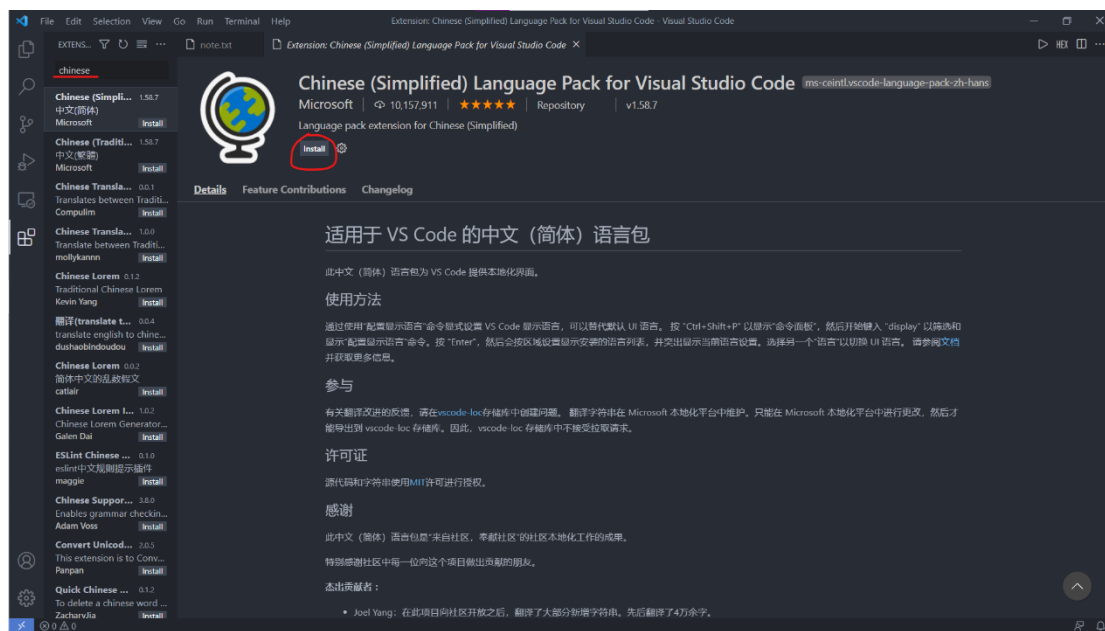 File Edit Selection View Go Run Terminal Help
Extension: Chinese (Simplified) Language Pack for Visual Studio Code - Visual Studio Code
EXTENS...
note.txt
Extension: Chinese (Simplified) Language Pack for Visual Studio Code
HEX
chinese
Chinese (Simpli... 1.58.7
中文(简体)
Microsoft Install
Chinese (Traditi... 1.58.7
中文(繁體)
Microsoft Install
Chinese Transla... 0.0.1
Translates between Traditi...
Compulim Install
Chinese Transla... 1.0.0
Translate between Traditi...
mollykannn Install
Chinese Lorem 0.1.2
Traditional Chinese Lorem
Kevin Yang Install
翻译(translate t... 0.0.4
translate english to chine...
dushaobindoudou Install
Chinese Lorem 0.0.2
简体中文的乱数假文
catlair Install
Chinese Lorem I... 1.0.2
Chinese Lorem Generator...
Galen Dai Install
ESLint Chinese ... 0.1.0
eslint中文规则提示插件
maggie Install
Chinese Suppor... 3.8.0
Enables grammar checkin...
Adam Voss Install
Convert Unicod... 2.0.5
This extension is to Conv...
Panpan Install
Quick Chinese ... 0.1.2
To delete a chinese word ...
ZacharyJia Install
Chinese (Simplified) Language Pack for Visual Studio Code ms-ceintl.vscode-language-pack-zh-hans
Microsoft 10,157,911 ★★★★★ Repository v1.58.7
Language pack extension for Chinese (Simplified)
Install
Details Feature Contributions Changelog
适用于 VS Code 的中文（简体）语言包
此中文（简体）语言包为 VS Code 提供本地化界面。
使用方法
通过使用“配置显示语言”命令显式设置 VS Code 显示语言，可以替代默认 UI 语言。 按 “Ctrl+Shift+P” 以显示“命令面板”，然后开始键入 “display” 以筛选和
显示“配置显示语言”命令。按 “Enter”，然后会按区域设置显示安装的语言列表，并突出显示当前语言设置。选择另一个“语言”以切换 UI 语言。 请参阅文档
并获取更多信息。
参与
有关翻译改进的反馈，请在vscode-loc存储库中创建问题。 翻译字符串在 Microsoft 本地化平台中维护。只能在 Microsoft 本地化平台中进行更改，然后才
能导出到 vscode-loc 存储库。因此，vscode-loc 存储库中不接受拉取请求。
许可证
源代码和字符串使用MIT许可进行授权。
感谢
此中文（简体）语言包是“来自社区，奉献社区”的社区本地化工作的成果。
特别感谢社区中每一位向这个项目做出贡献的朋友。
杰出贡献者：
• Joel Yang：在此项目向社区开放之后，翻译了大部分新增字符串。先后翻译了4万余字。
0 0